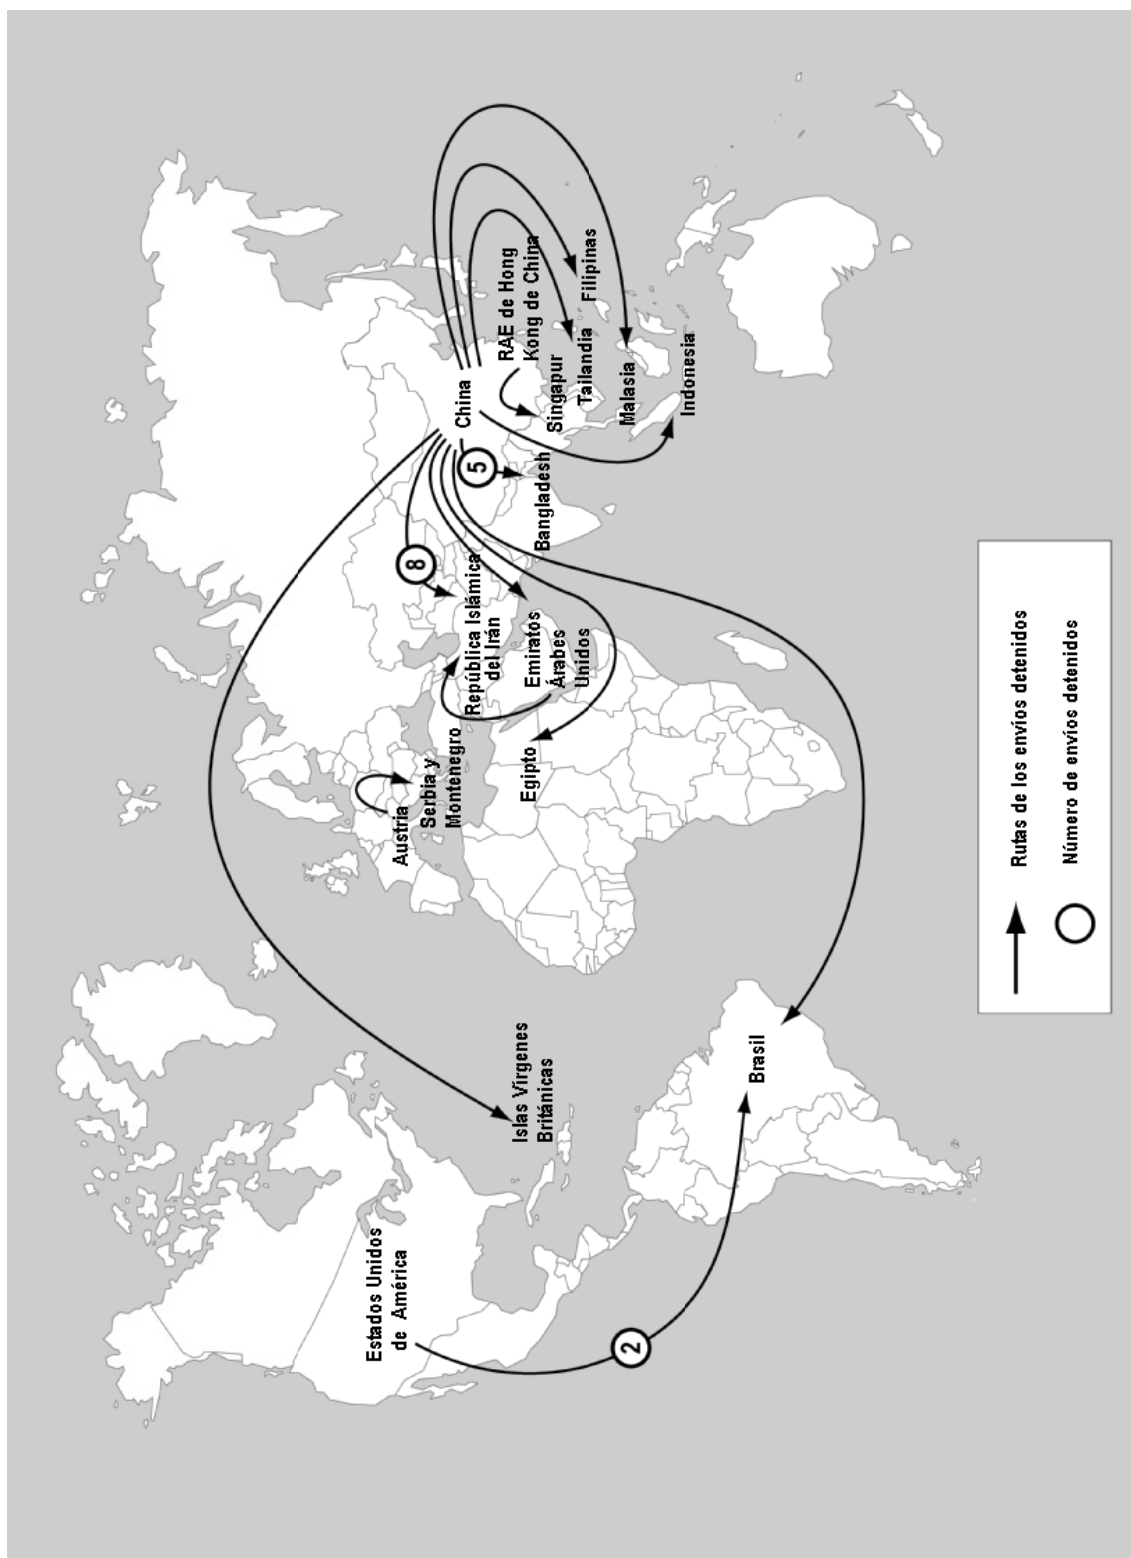 Estados Unidos
de América
Islas Vírgenes
Británicas
Brasil
2
Austria
Serbia y
Montenegro
Egipto
República Islámica
del Irán
Emiratos
Árabes
Unidos
8
5
China
Bangladesh
RAE de Hong
Kong de China
Singapur
Tailandia
Filipinas
Malasia
Indonesia
Rutas de los envíos detenidos
Número de envíos detenidos